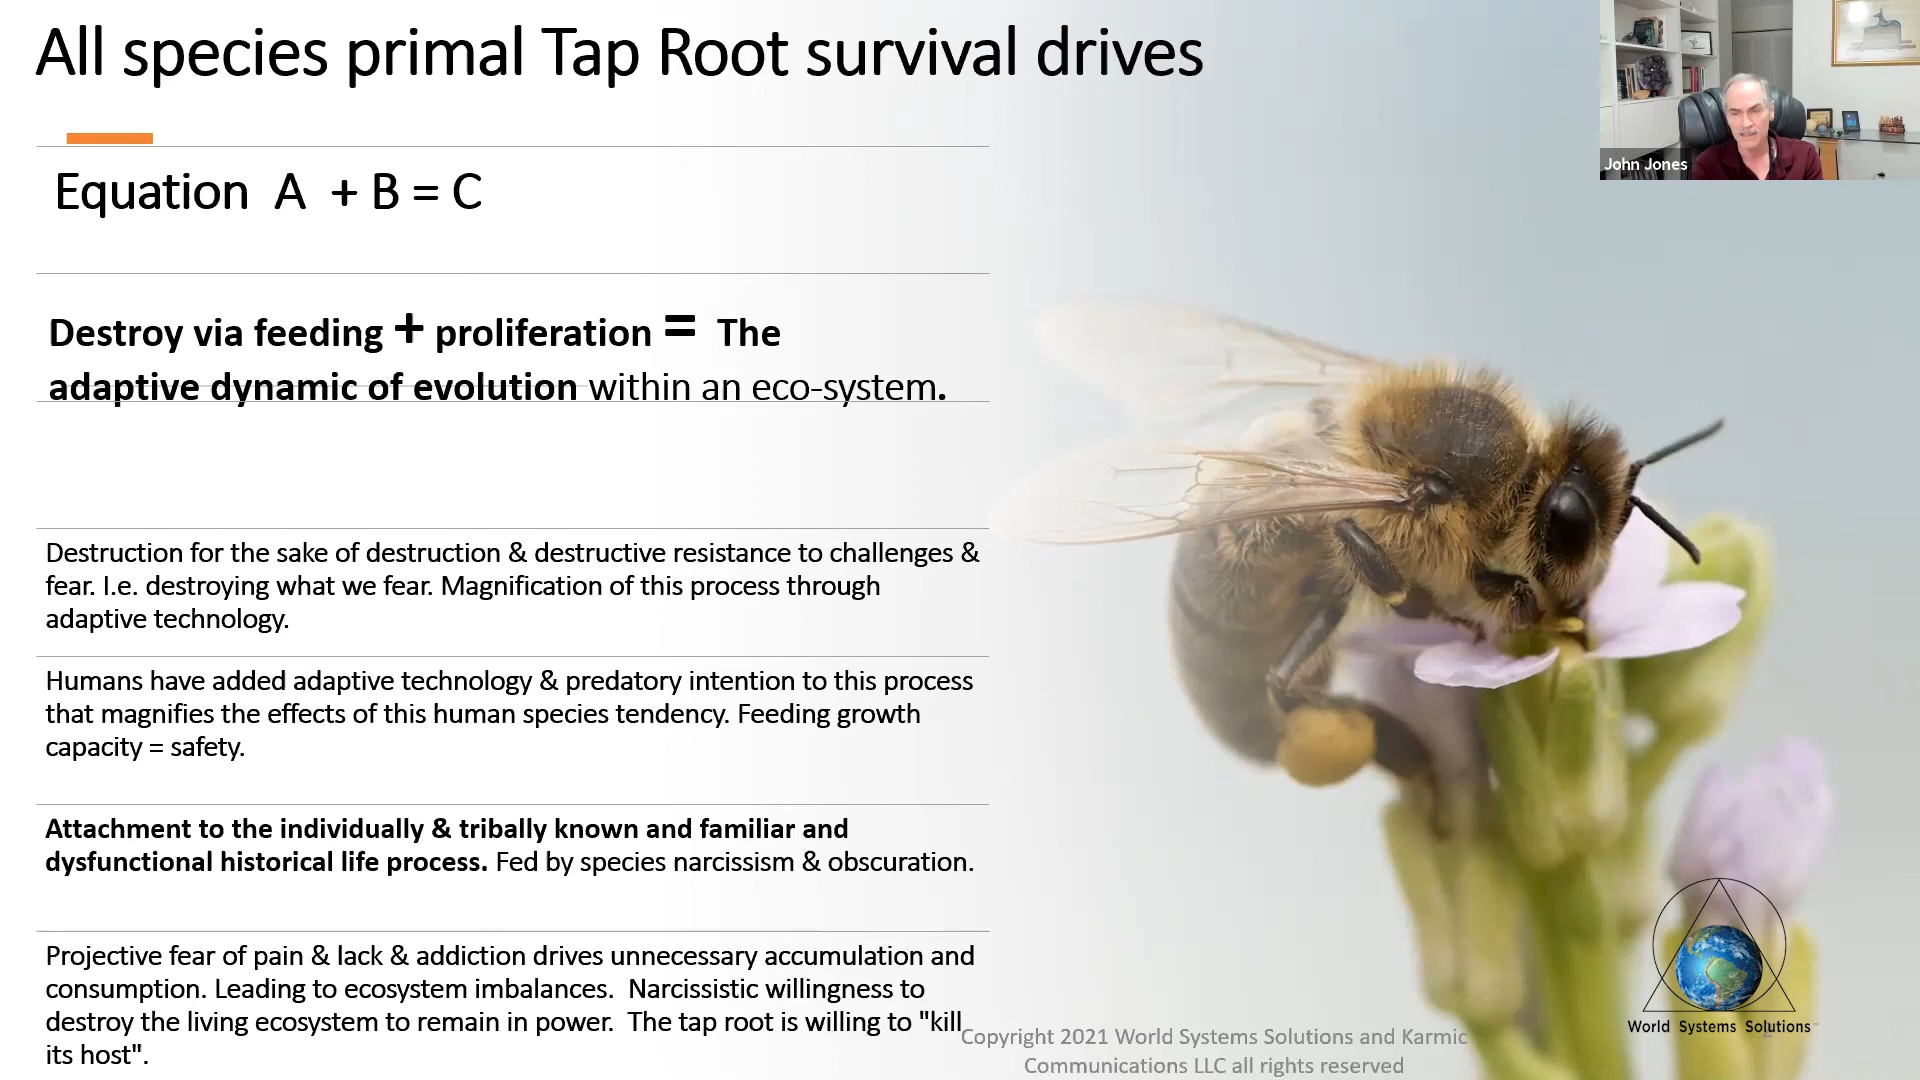 All species primal Tap Root survival drives
John Jones
Equation A + B = C
Destroy via feeding + proliferation = The
adaptive dynamic of evolution within an eco-system.
Destruction for the sake of destruction & destructive resistance to challenges &
fear. I.e. destroying what we fear. Magnification of this process through
adaptive technology.
Humans have added adaptive technology & predatory intention to this process
that magnifies the effects of this human species tendency. Feeding growth
capacity = safety.
Attachment to the individually & tribally known and familiar and
dysfunctional historical life process. Fed by species narcissism & obscuration.
Projective fear of pain & lack & addiction drives unnecessary accumulation and
consumption. Leading to ecosystem imbalances. Narcissistic willingness to
destroy the living ecosystem to remain in power. The tap root is willing to "kill
its host".
Copyright 2021 World Systems Solutions and Karmic
Communications LLC all rights reserved
World Systems Solutions